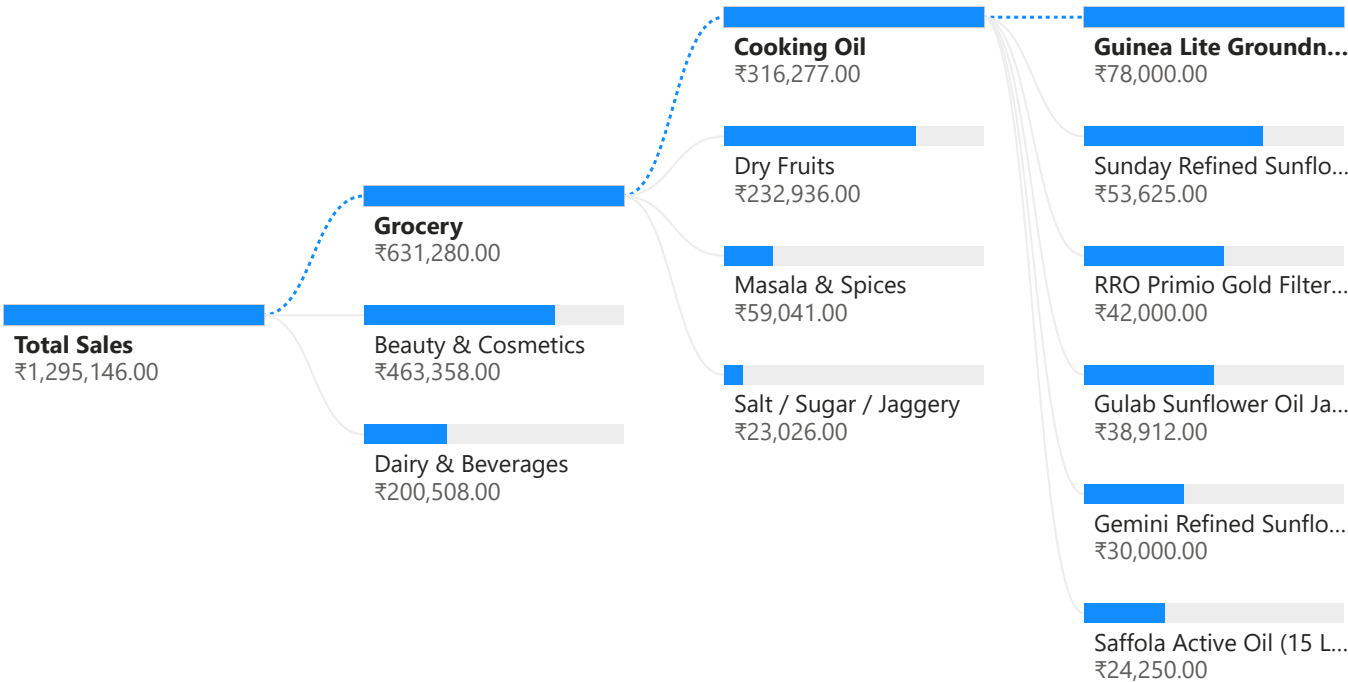 Total Sales
₹1,295,146.00
Grocery
₹631,280.00
Beauty & Cosmetics
₹463,358.00
Dairy & Beverages
₹200,508.00
Cooking Oil
₹316,277.00
Dry Fruits
₹232,936.00
Masala & Spices
₹59,041.00
Salt / Sugar / Jaggery
₹23,026.00
Guinea Lite Groundn...
₹78,000.00
Sunday Refined Sunflo...
₹53,625.00
RRO Primio Gold Filter...
₹42,000.00
Gulab Sunflower Oil Ja...
₹38,912.00
Gemini Refined Sunflo...
₹30,000.00
Saffola Active Oil (15 L...
₹24,250.00